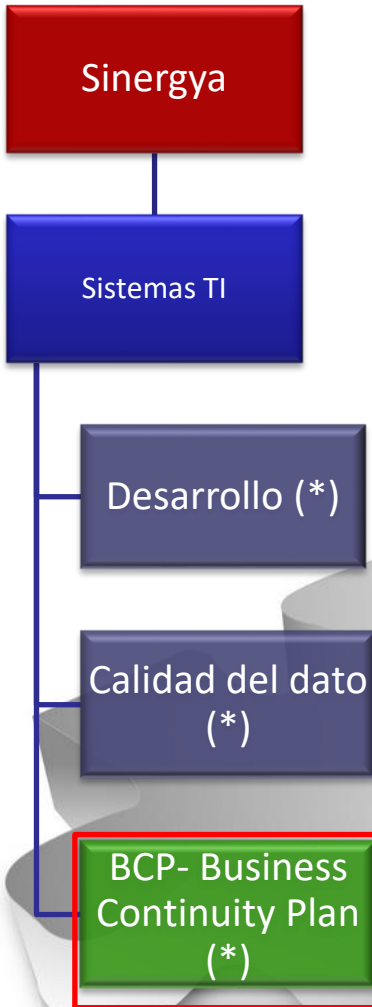 Sinergya
Sistemas TI
Desarrollo (*)
Calidad del dato
(*)
BCP- Business
Continuity Plan
(*)